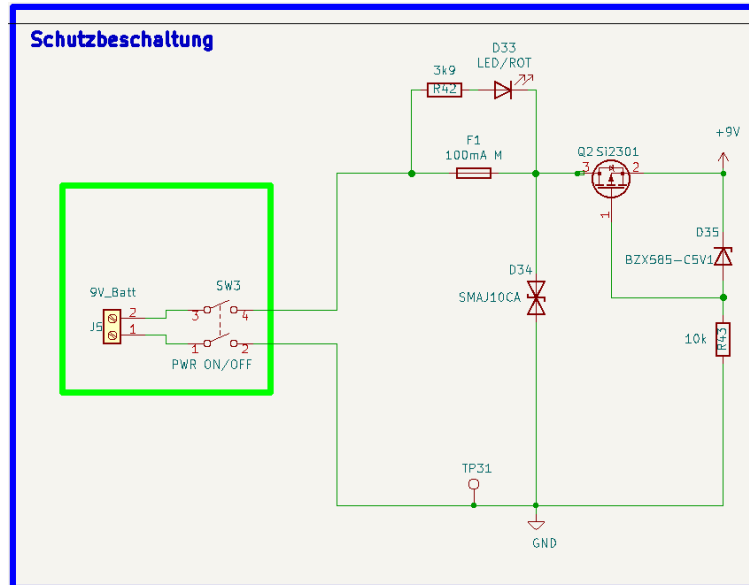 Schutzbeschaltung
D33
LED/ROT
3k9
R42
F1
100mA M
Q2 Si2301
3
2
1
+9V
D35
BZX585-C5V1
D34
SMAJ10CA
9V_Batt
SW3
2
3
4
J5
1
1
2
PWR ON/OFF
10k
R43
TP31
GND